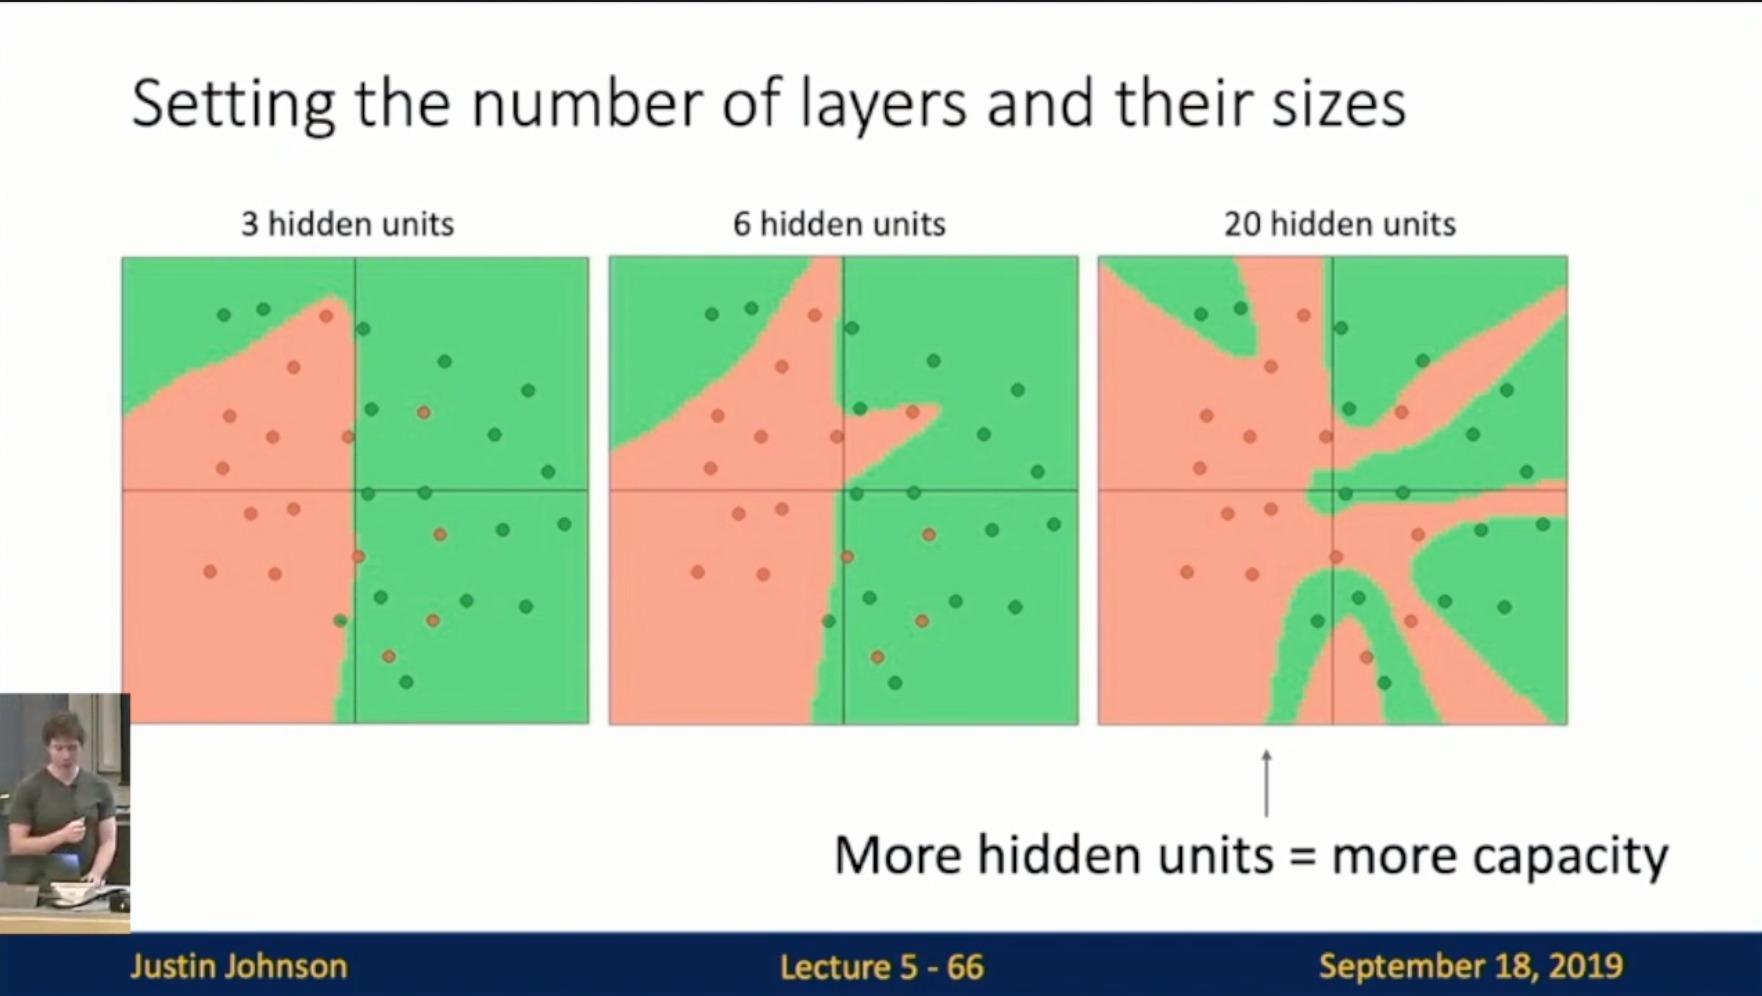 Setting the number of layers and their sizes
3 hidden units
6 hidden units
20 hidden units
More hidden units = more capacity
Justin Johnson
Lecture 5 - 66
September 18, 2019